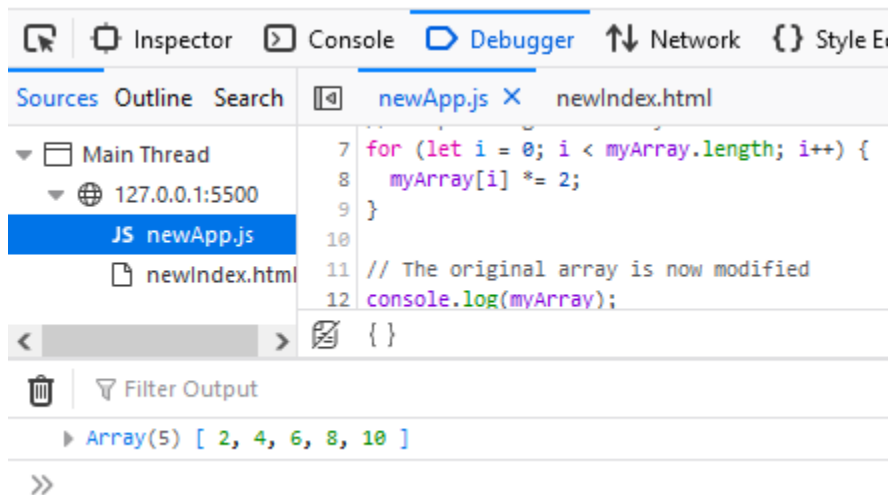 Inspector Console Debugger Network {} Style E
Sources Outline Search newApp.js × newIndex.html
Main Thread
127.0.0.1:5500
JS newApp.js
newIndex.html
7 for (let i = 0; i < myArray.length; i++) {
8 myArray[i] *= 2;
9 }
10
11 // The original array is now modified
12 console.log(myArray);
{ }
Filter Output
Array(5) [ 2, 4, 6, 8, 10 ]
»